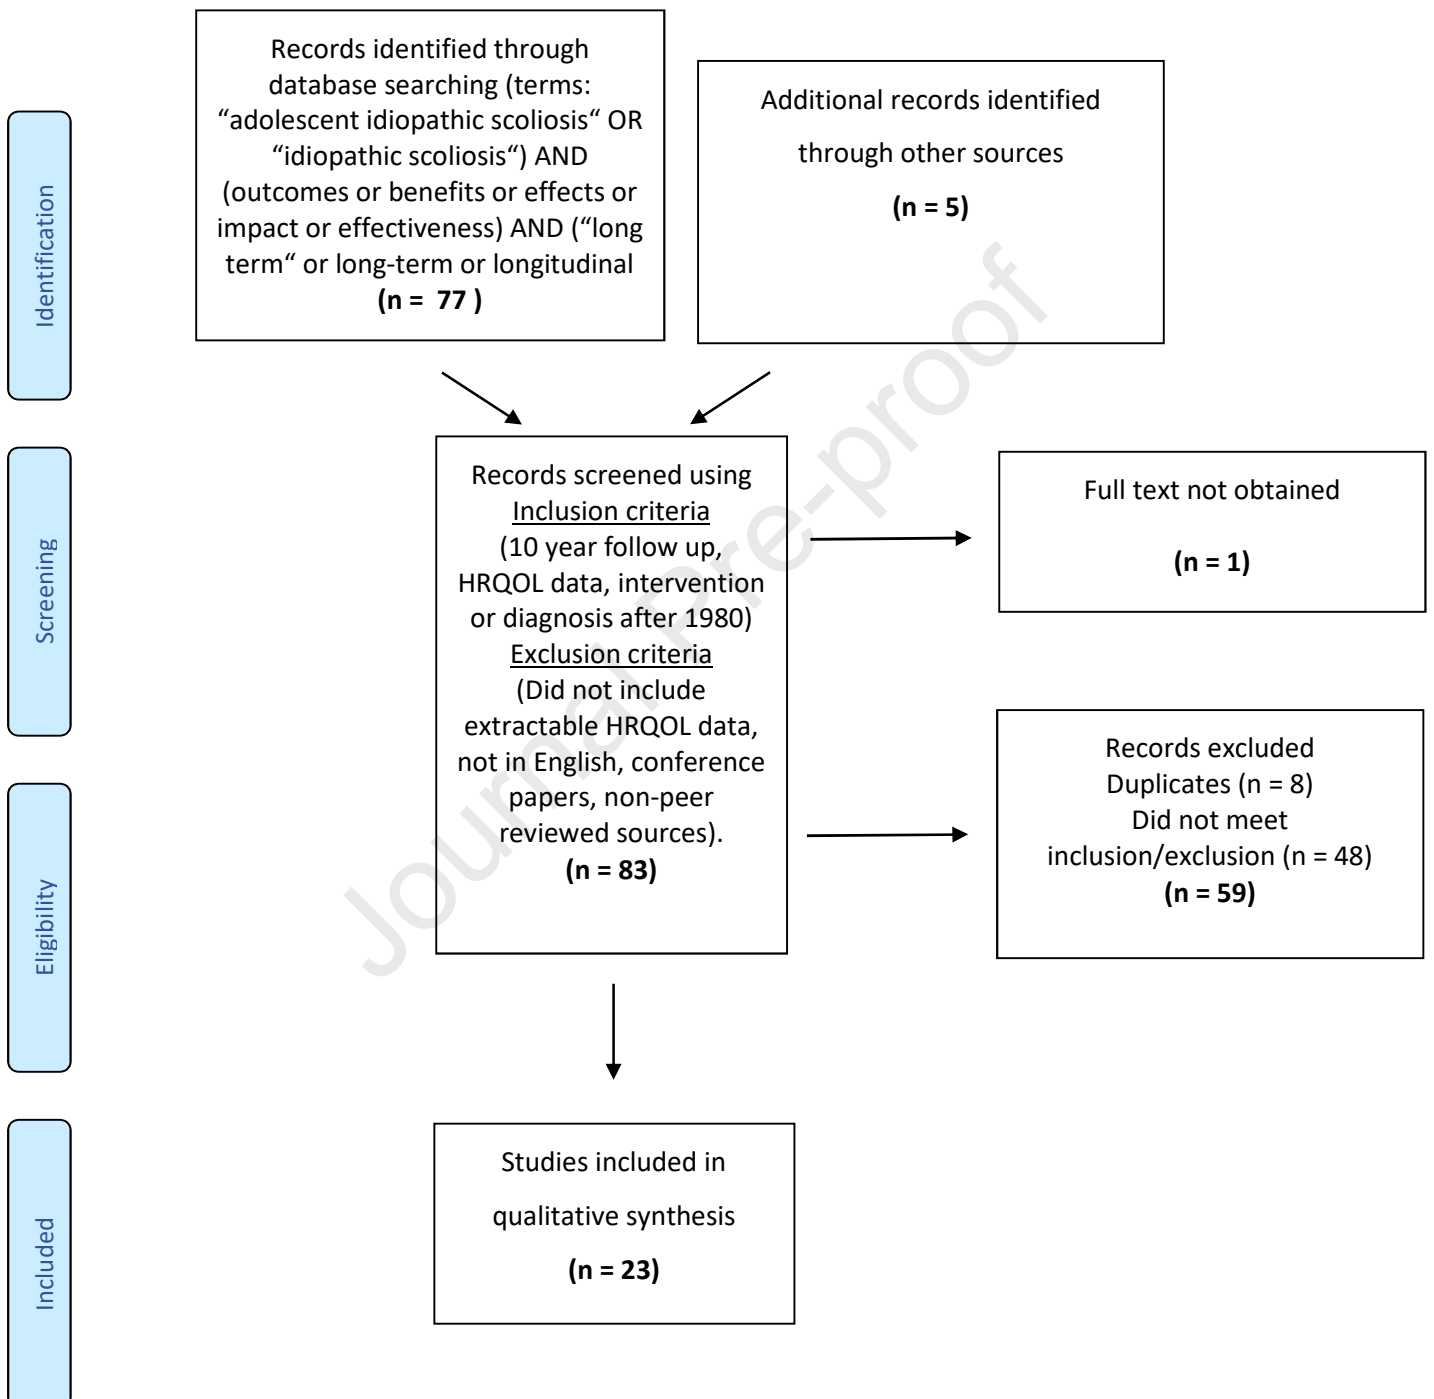 Records identified through
database searching (terms:
“adolescent idiopathic scoliosis“ OR
“idiopathic scoliosis“) AND
(outcomes or benefits or effects or
impact or effectiveness) AND (“long
term“ or long-term or longitudinal
(n = 77 )
Additional records identified
through other sources
(n = 5)
Identification
Records screened using
Inclusion criteria
(10 year follow up,
HRQOL data, intervention
or diagnosis after 1980)
Exclusion criteria
(Did not include
extractable HRQOL data,
not in English, conference
papers, non-peer
reviewed sources).
(n = 83)
Full text not obtained
(n = 1)
Screening
Records excluded
Duplicates (n = 8)
Did not meet
inclusion/exclusion (n = 48)
(n = 59)
Eligibility
Studies included in
qualitative synthesis
(n = 23)
Included
Journal Pre-proof